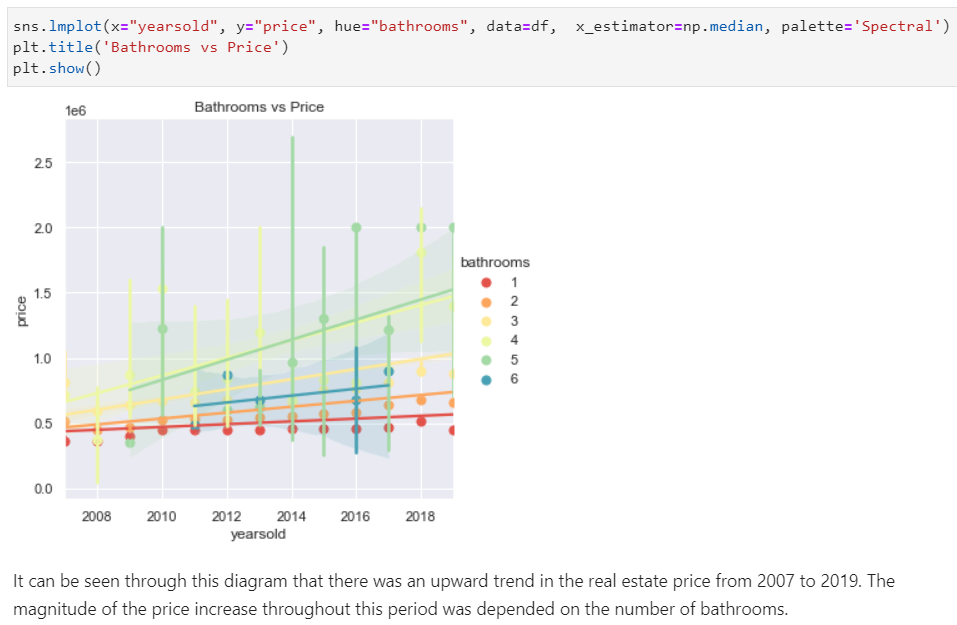 sns.lmplot(x="yearsold", y="price", hue="bathrooms", data=df,  x_estimator=np.median, palette='Spectral')
plt.title('Bathrooms vs Price')
plt.show()
1e6
Bathrooms vs Price
2.5
2.0
1.5
1.0
0.5
0.0
price
2008 2010 2012 2014 2016 2018
yearsold
bathrooms
1
2
3
4
5
6
It can be seen through this diagram that there was an upward trend in the real estate price from 2007 to 2019. The
magnitude of the price increase throughout this period was depended on the number of bathrooms.